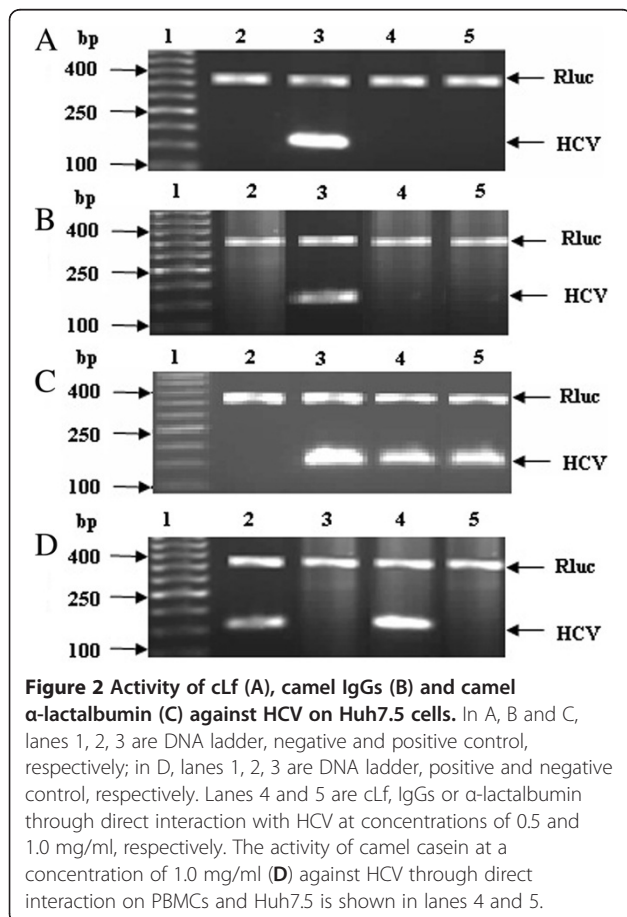 A
bp 1 2 3 4 5
400
250
100
Rluc
HCV
B
bp 1 2 3 4 5
400
250
100
Rluc
HCV
C
bp 1 2 3 4 5
400
250
100
Rluc
HCV
D
bp 1 2 3 4 5
400
250
100
Rluc
HCV
Figure 2 Activity of cLf (A), camel IgGs (B) and camel
α-lactalbumin (C) against HCV on Huh7.5 cells. In A, B and C,
lanes 1, 2, 3 are DNA ladder, negative and positive control,
respectively; in D, lanes 1, 2, 3 are DNA ladder, positive and negative
control, respectively. Lanes 4 and 5 are cLf, IgGs or α-lactalbumin
through direct interaction with HCV at concentrations of 0.5 and
1.0 mg/ml, respectively. The activity of camel casein at a
concentration of 1.0 mg/ml (D) against HCV through direct
interaction on PBMCs and Huh7.5 is shown in lanes 4 and 5.